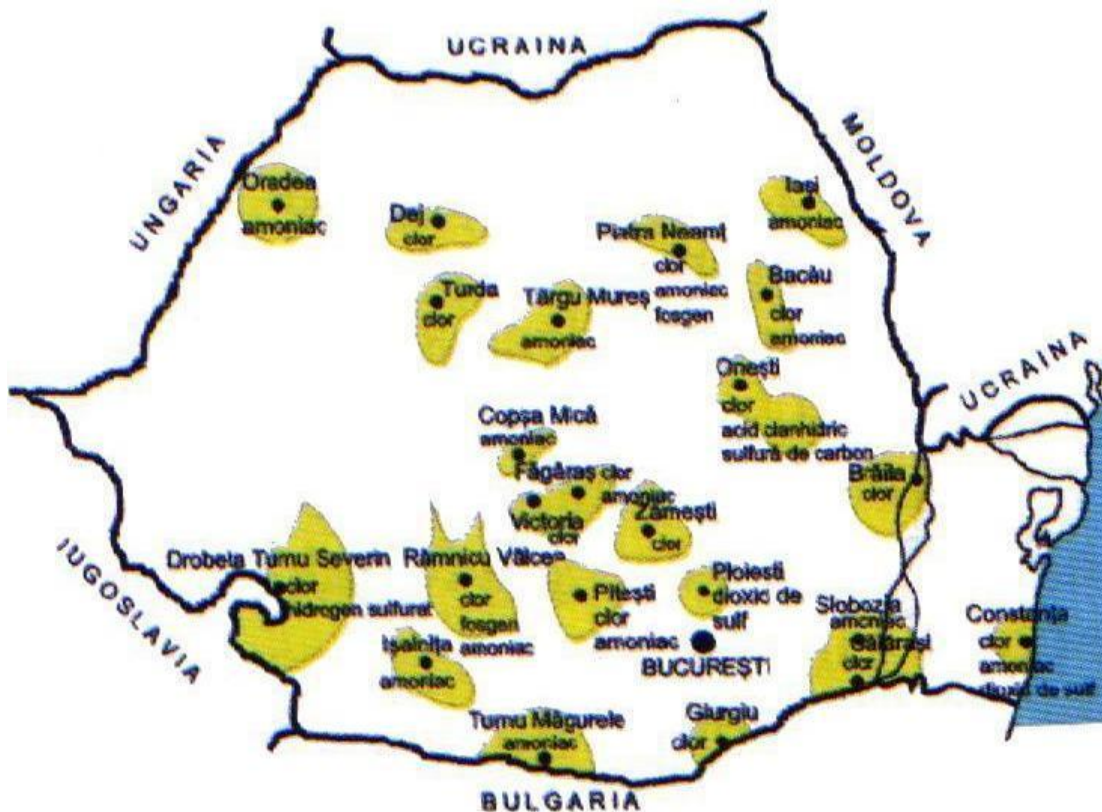 UCRAINA
UNGARIA
MOLDOVA
Oradea
amoniac
Dej
clor
Iași
amoniac
Piatra Neamț
clor
amoniac
fosgen
Bacău
clor
amoniac
Turda
clor
Târgu Mureș
amoniac
UCRAINA
Onești
clor
acid cianhidric
sulfură de carbon
Copșa Mică
amoniac
Făgăraș clor
amoniac
Victoria
clor
Zărnești
clor
Brăila
clor
IUGOSLAVIA
Drobeta Turnu Severin
clor
hidrogen sulfurat
Râmnicu Vâlcea
clor
fosgen
amoniac
Pitești
clor
amoniac
Ploiesti
dioxid de
sulf
BUCUREȘTI
Slobozia
amoniac
Călărași
clor
Constanța
clor
amoniac
dioxid de sulf
Ișalnița
amoniac
Turnu Măgurele
amoniac
Giurgiu
clor
BULGARIA